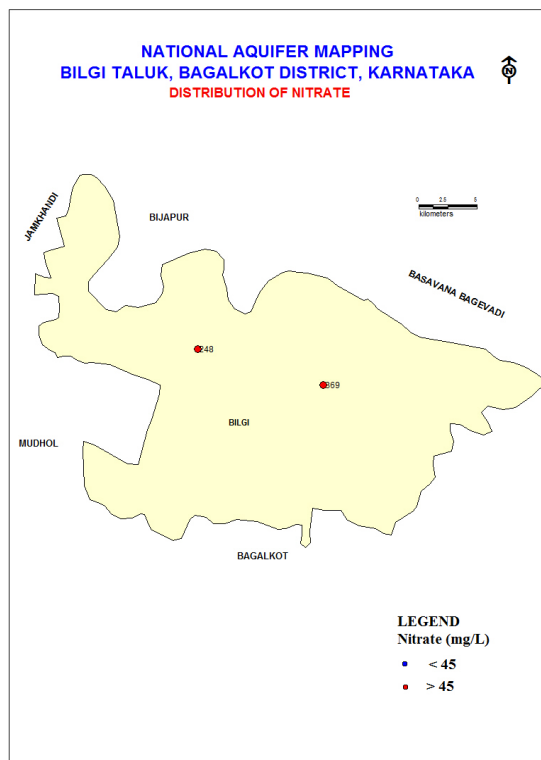 NATIONAL AQUIFER MAPPING
BILGI TALUK, BAGALKOT DISTRICT, KARNATAKA
DISTRIBUTION OF NITRATE
N
JAMKHANDI
BIJAPUR
0 2.5 5
kilometers
BASAVANA BAGEVADI
248
369
BILGI
MUDHOL
BAGALKOT
LEGEND
Nitrate (mg/L)
< 45
> 45